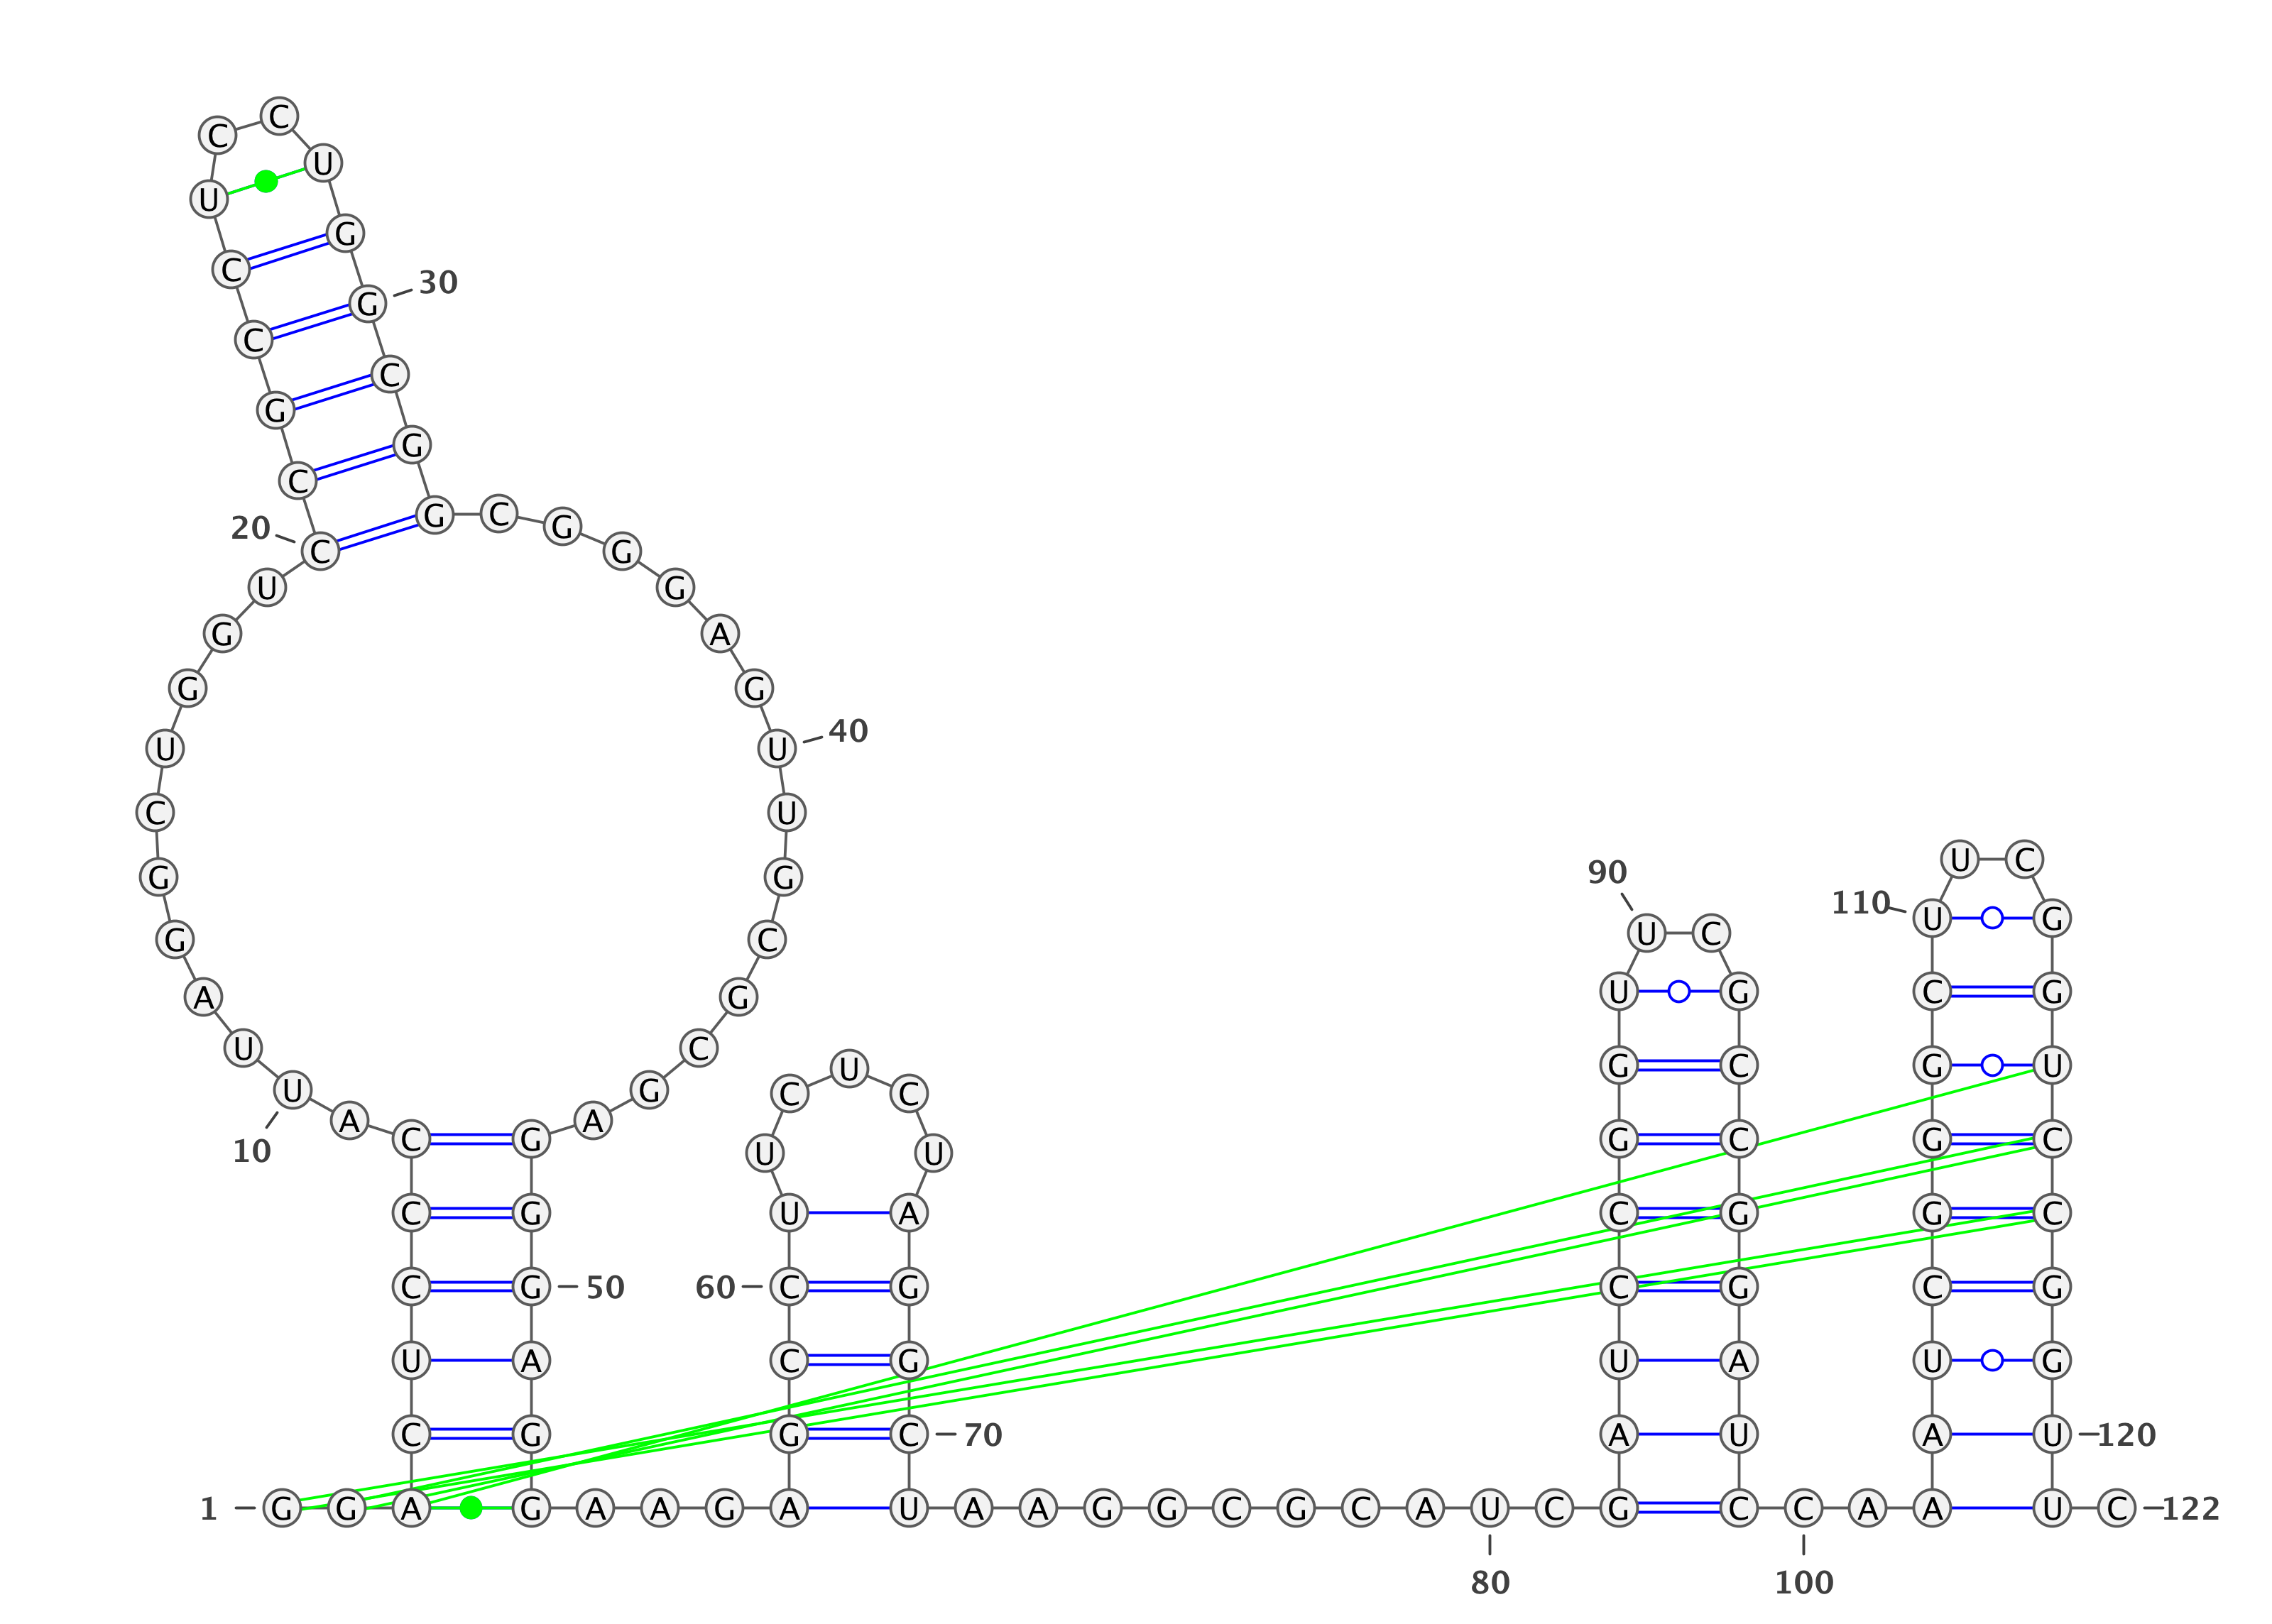 C
C
U
U
G
C 30
G
C
C
G
G
C
G C G
20 C G
U G
G A
G G
U U 40
C U
U C
G G 90
110 U G
G C U C
A G U G
U C G C G U
U
U G C C
A A
C G G C G C
10 U U
C G U A C G G C
C G 50 60 C G C G C G
U A C G U A U G
C G G C 70 A U A U 120
1 G G A G A A G A U A A G G C G C A U C G C C A A A U C 122
80 100